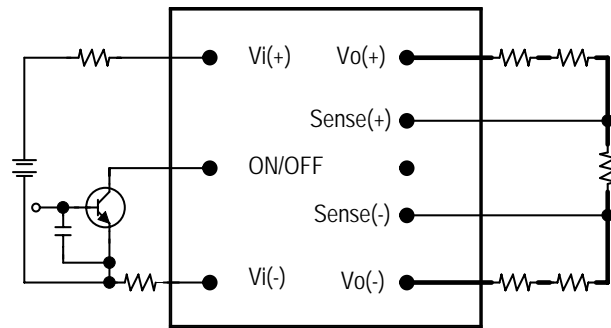 Vi(+) Vo(+)
Sense(+)
ON/OFF
Sense(-)
Vi(-) Vo(-)